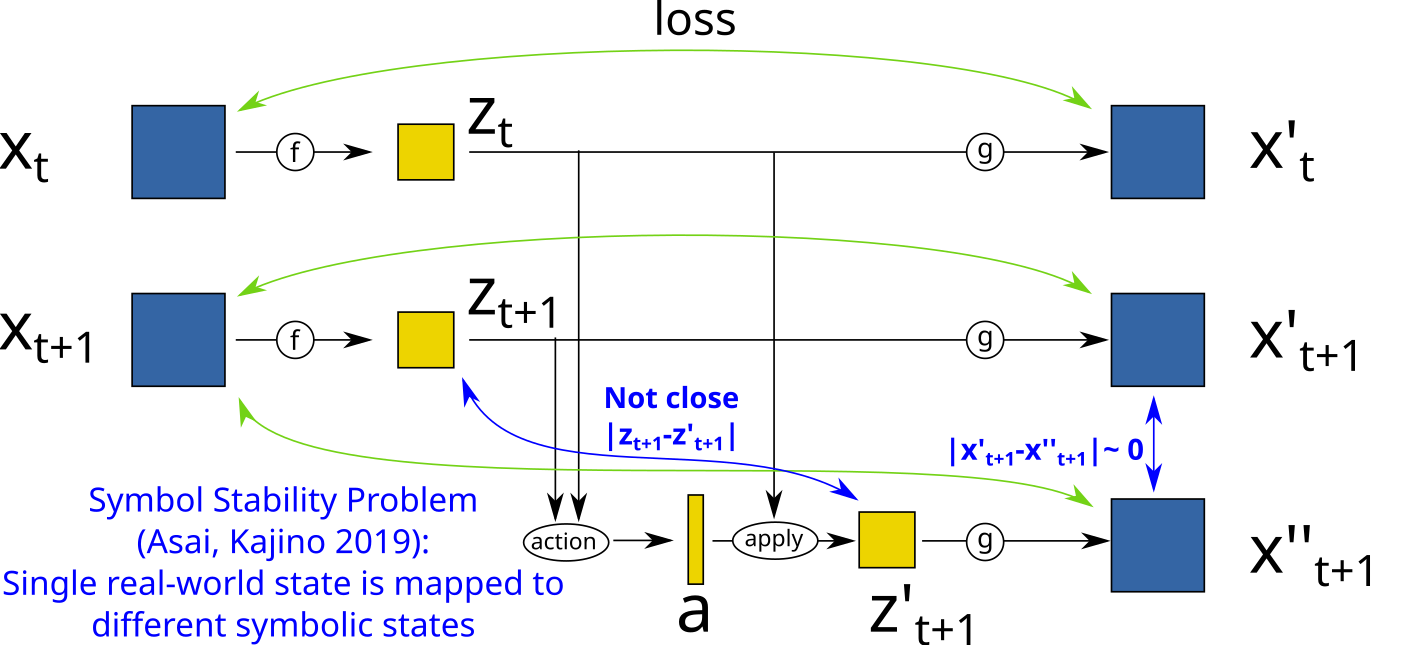 loss
x_t
f
z_t
g
x'_t
x_{t+1}
f
z_{t+1}
g
x'_{t+1}
Not close
|z_{t+1}-z'_{t+1}|
|x'_{t+1}-x''_{t+1}|~ 0
Symbol Stability Problem
(Asai, Kajino 2019):
Single real-world state is mapped to
different symbolic states
action
a
apply
z'_{t+1}
g
x''_{t+1}